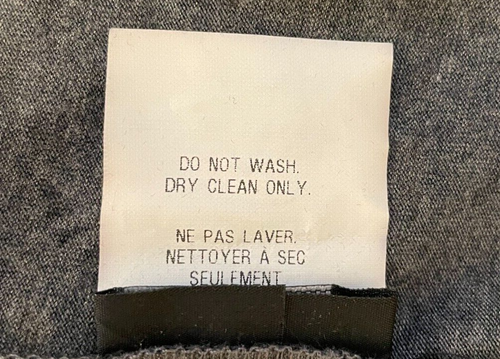 DO NOT WASH.
DRY CLEAN ONLY.
NE PAS LAVER.
NETTOYER À SEC
SEULEMENT